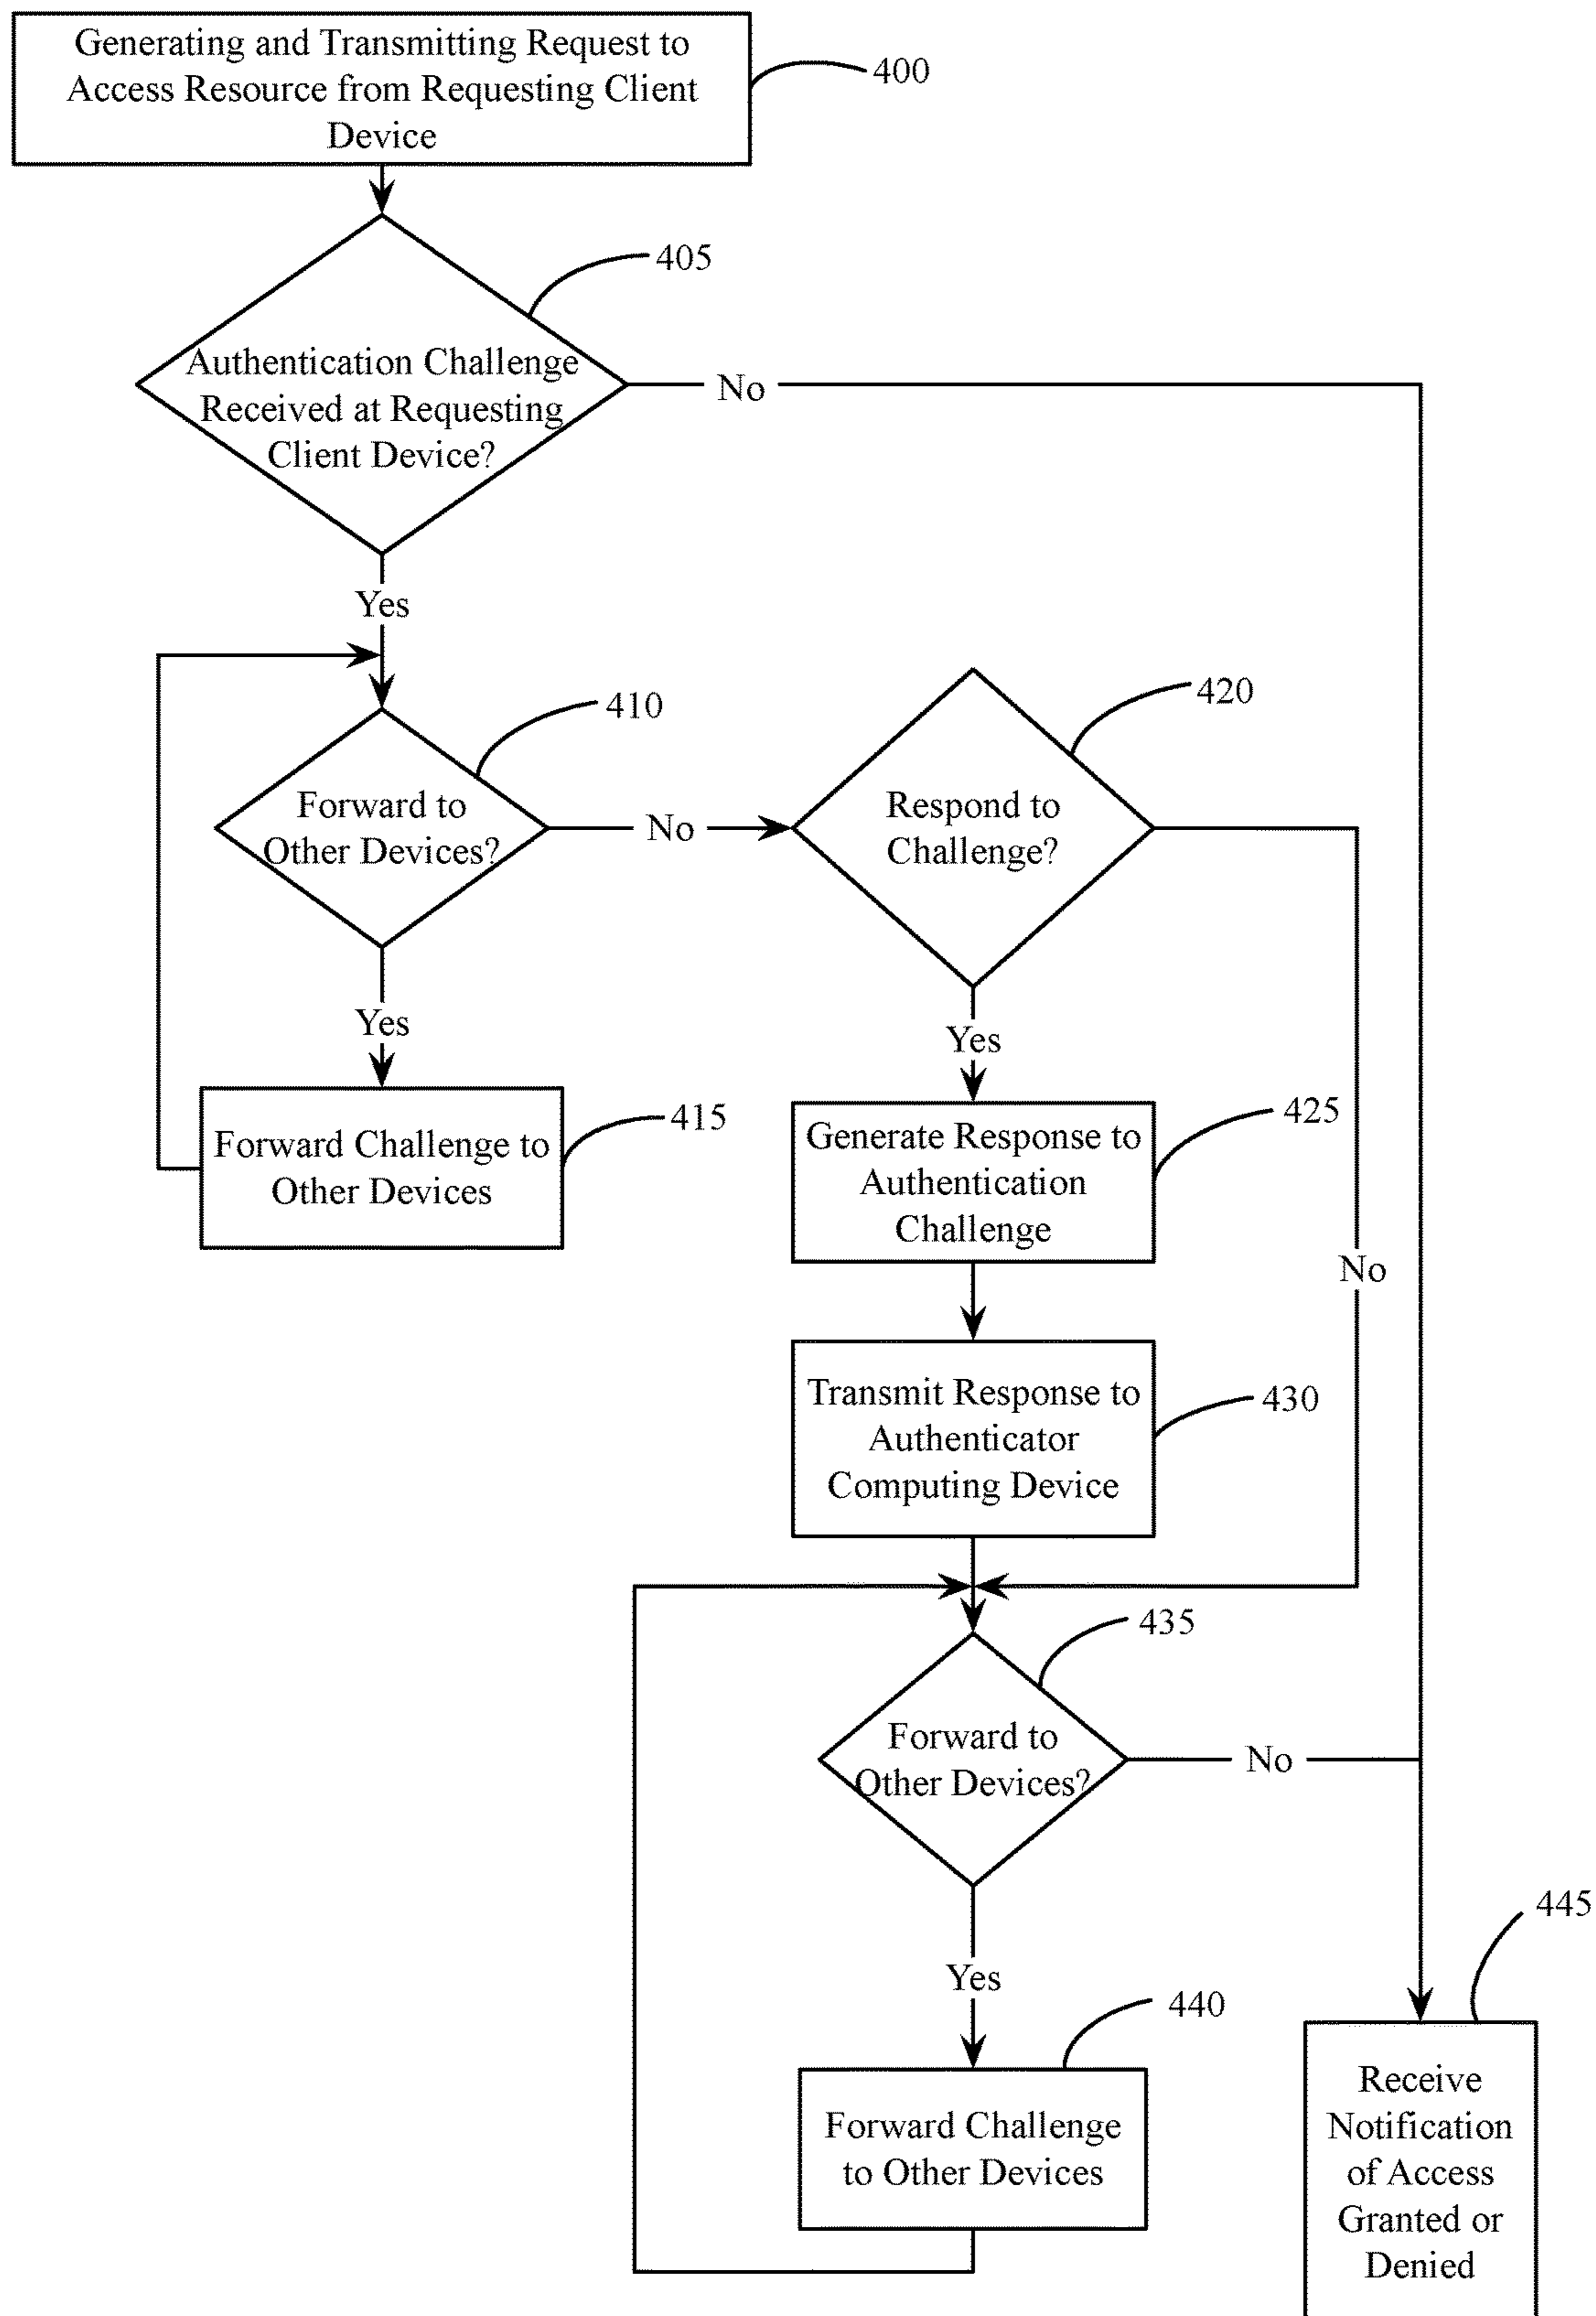 Generating and Transmitting Request to
Access Resource from Requesting Client
Device
400
405
Authentication Challenge
Received at Requesting
Client Device?
No
Yes
410
420
Forward to
Other Devices?
No
Respond to
Challenge?
Yes
Yes
415
Forward Challenge to
Other Devices
425
Generate Response to
Authentication
Challenge
No
430
Transmit Response to
Authenticator
Computing Device
435
Forward to
Other Devices?
No
Yes
445
440
Forward Challenge
to Other Devices
Receive
Notification
of Access
Granted or
Denied